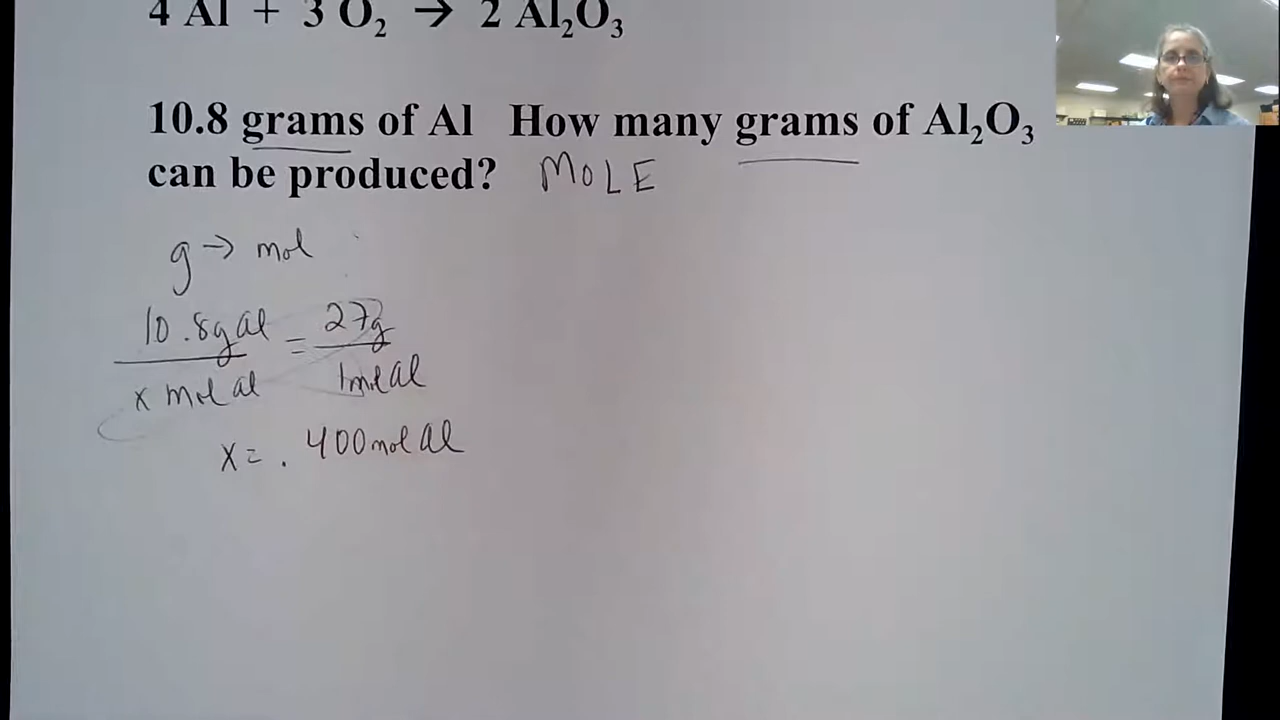 4 Al + 3 O₂ → 2 Al₂O₃
10.8 grams of Al How many grams of Al₂O₃
can be produced? MOLE
g → mol
10.8g Al = 27g
x mol al 1mol al
x = .400 mol al